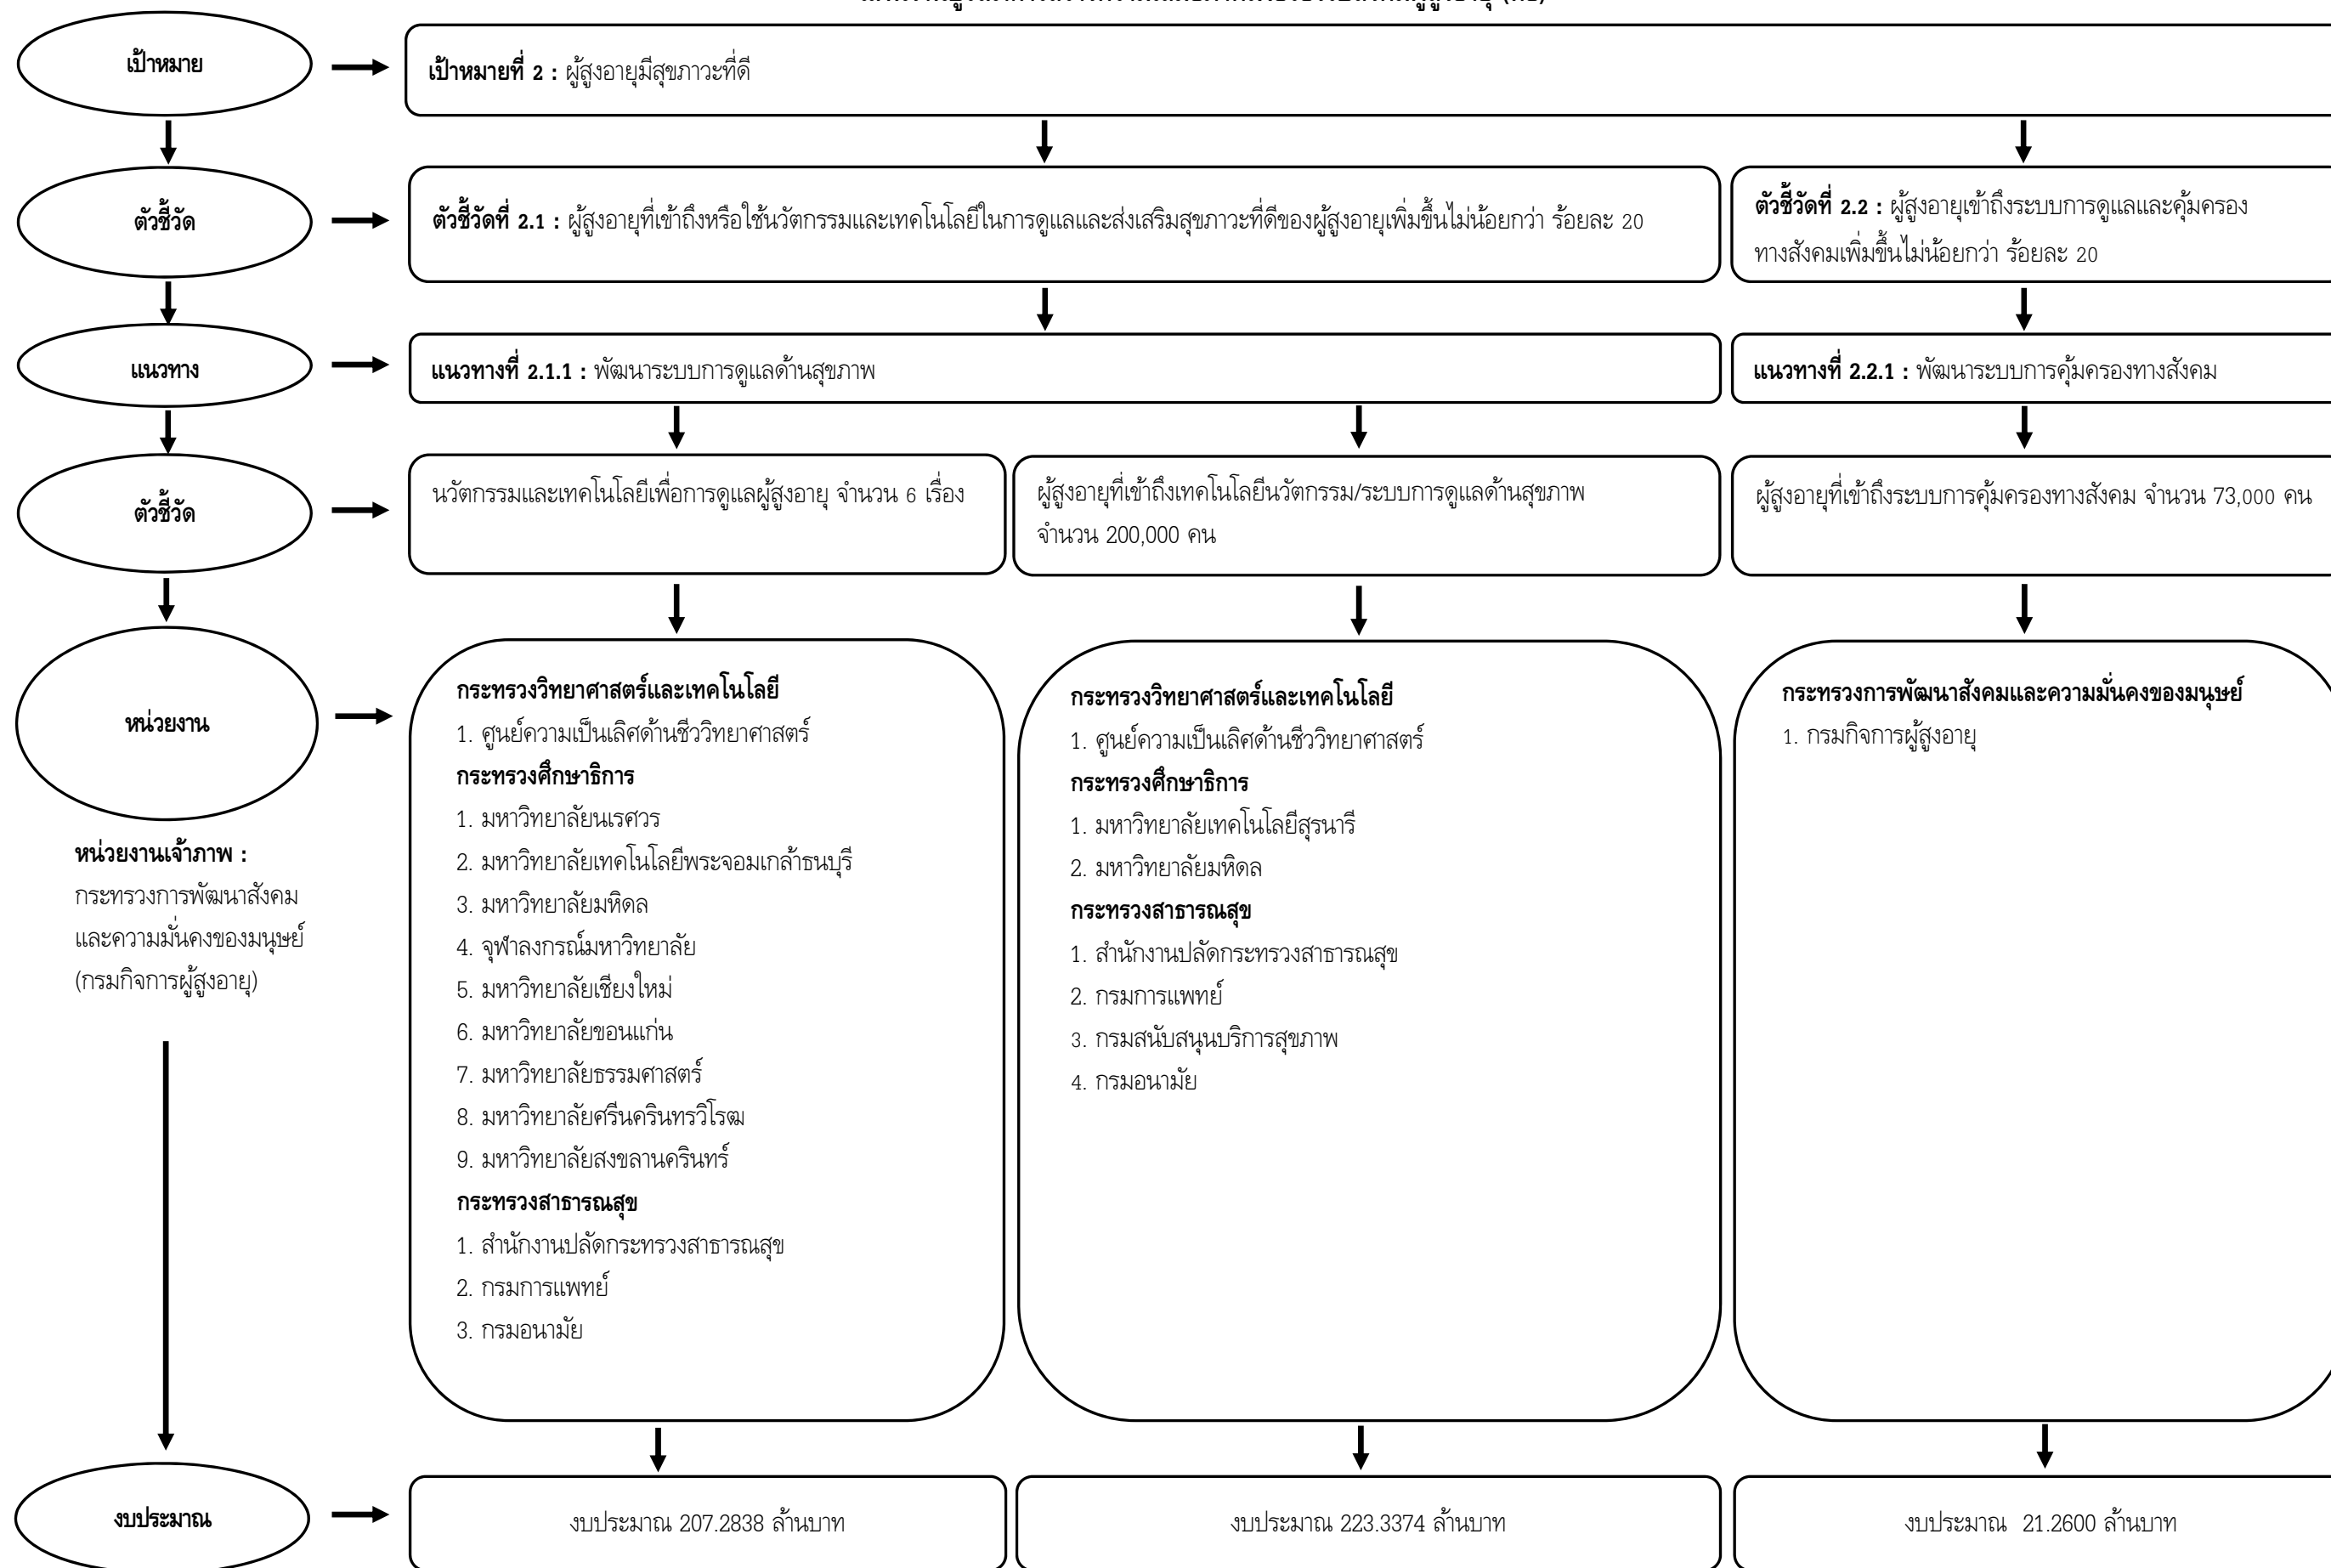 เป้าหมาย
เป้าหมายที่ 2 : ผู้สูงอายุมีสุขภาวะที่ดี
ตัวชี้วัด
ตัวชี้วัดที่ 2.1 : ผู้สูงอายุที่เข้าถึงหรือใช้นวัตกรรมและเทคโนโลยีในการดูแลและส่งเสริมสุขภาวะที่ดีของผู้สูงอายุเพิ่มขึ้นไม่น้อยกว่า ร้อยละ 20
ตัวชี้วัดที่ 2.2 : ผู้สูงอายุเข้าถึงระบบการดูแลและคุ้มครอง
ทางสังคมเพิ่มขึ้นไม่น้อยกว่า ร้อยละ 20
แนวทาง
แนวทางที่ 2.1.1 : พัฒนาระบบการดูแลด้านสุขภาพ
แนวทางที่ 2.2.1 : พัฒนาระบบการคุ้มครองทางสังคม
ตัวชี้วัด
นวัตกรรมและเทคโนโลยีเพื่อการดูแลผู้สูงอายุ จำนวน 6 เรื่อง
ผู้สูงอายุที่เข้าถึงเทคโนโลยีนวัตกรรม/ระบบการดูแลด้านสุขภาพ
จำนวน 200,000 คน
ผู้สูงอายุที่เข้าถึงระบบการคุ้มครองทางสังคม จำนวน 73,000 คน
หน่วยงาน
หน่วยงานเจ้าภาพ :
กระทรวงการพัฒนาสังคม
และความมั่นคงของมนุษย์
(กรมกิจการผู้สูงอายุ)
กระทรวงวิทยาศาสตร์และเทคโนโลยี
1. ศูนย์ความเป็นเลิศด้านชีววิทยาศาสตร์
กระทรวงศึกษาธิการ
1. มหาวิทยาลัยนเรศวร
2. มหาวิทยาลัยเทคโนโลยีพระจอมเกล้าธนบุรี
3. มหาวิทยาลัยมหิดล
4. จุฬาลงกรณ์มหาวิทยาลัย
5. มหาวิทยาลัยเชียงใหม่
6. มหาวิทยาลัยขอนแก่น
7. มหาวิทยาลัยธรรมศาสตร์
8. มหาวิทยาลัยศรีนครินทรวิโรฒ
9. มหาวิทยาลัยสงขลานครินทร์
กระทรวงสาธารณสุข
1. สำนักงานปลัดกระทรวงสาธารณสุข
2. กรมการแพทย์
3. กรมอนามัย
กระทรวงวิทยาศาสตร์และเทคโนโลยี
1. ศูนย์ความเป็นเลิศด้านชีววิทยาศาสตร์
กระทรวงศึกษาธิการ
1. มหาวิทยาลัยเทคโนโลยีสุรนารี
2. มหาวิทยาลัยมหิดล
กระทรวงสาธารณสุข
1. สำนักงานปลัดกระทรวงสาธารณสุข
2. กรมการแพทย์
3. กรมสนับสนุนบริการสุขภาพ
4. กรมอนามัย
กระทรวงการพัฒนาสังคมและความมั่นคงของมนุษย์
1. กรมกิจการผู้สูงอายุ
งบประมาณ
งบประมาณ 207.2838 ล้านบาท
งบประมาณ 223.3374 ล้านบาท
งบประมาณ 21.2600 ล้านบาท